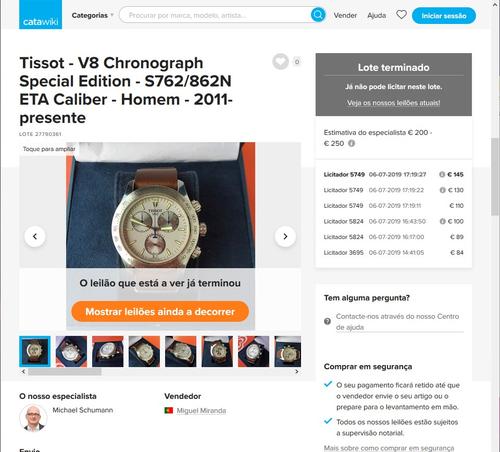 catawiki
Categorias
Procurar por marca, modelo, artista...
Vender
Ajuda
Iniciar sessão
Tissot - V8 Chronograph
Special Edition - S762/862N
ETA Caliber - Homem - 2011-
presente
0
LOTE 27790361
Toque para ampliar
TISSOT
O leilão que está a ver já terminou
Mostrar leilões ainda a decorrer
O nosso especialista
Michael Schumann
Vendedor
Miguel Miranda
Envio
Lote terminado
Já não pode licitar neste lote.
Veja os nossos leilões atuais!
Estimativa do especialista € 200 -
€ 250
Licitador 5749 06-07-2019 17:19:27 € 145
Licitador 5749 06-07-2019 17:19:22 € 130
Licitador 5749 06-07-2019 17:19:11 € 110
Licitador 5824 06-07-2019 16:43:50 € 100
Licitador 5824 06-07-2019 16:17:00 € 89
Licitador 3695 06-07-2019 14:41:05 € 84
Tem alguma pergunta?
Contacte-nos através do nosso Centro
de ajuda
Comprar em segurança
O seu pagamento ficará retido até que
o vendedor envie o seu artigo ou o
prepare para o levantamento em mão.
Todos os nossos leilões estão sujeitos
a supervisão notarial.
Mais sobre como comprar em segurança